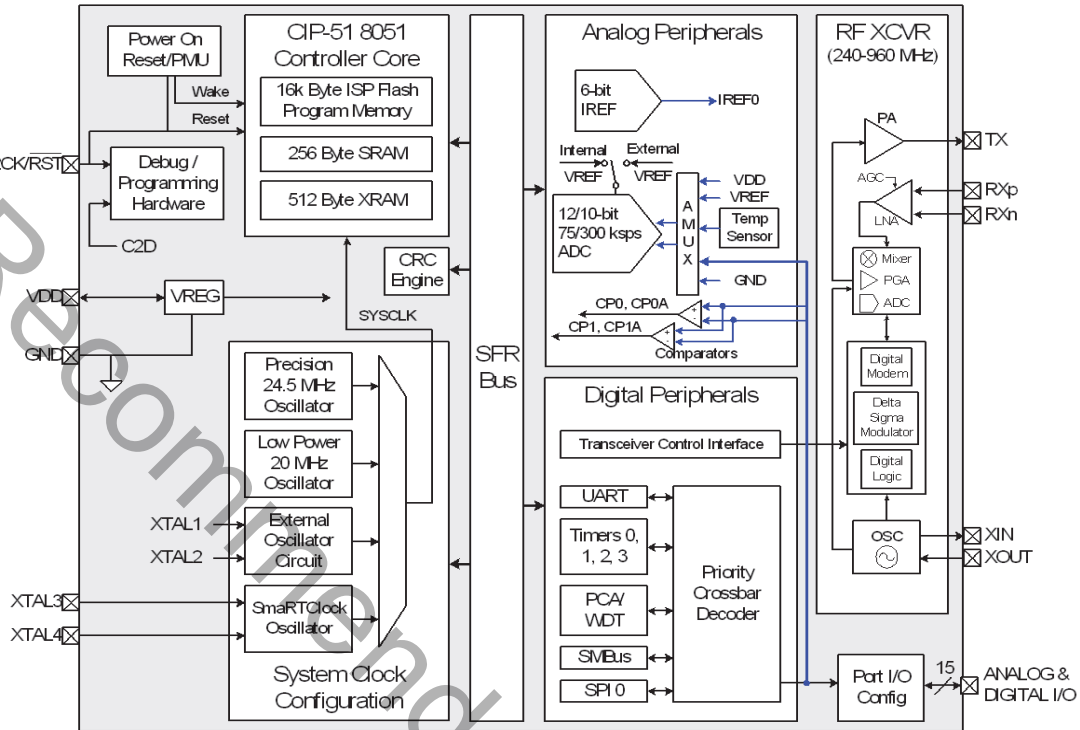 Power On
Reset/PMU
Wake
Reset
CK/RST
Debug /
Programming
Hardware
C2D
VDD
VREG
GND
CIP-51 8051
Controller Core
16k Byte ISP Flash
Program Memory
256 Byte SRAM
512 Byte XRAM
CRC
Engine
SYSCLK
Precision
24.5 MHz
Oscillator
Low Power
20 MHz
Oscillator
XTAL1
XTAL2
External
Oscillator
Circuit
XTAL3
XTAL4
SmaRTClock
Oscillator
System Clock
Configuration
SFR
Bus
Analog Peripherals
6-bit
IREF
IREF0
Internal
VREF
External
VREF
12/10-bit
75/300 ksps
ADC
A
M
U
X
VDD
VREF
Temp
Sensor
GND
CP0, CP0A
+
-
CP1, CP1A
+
-
Comparators
Digital Peripherals
Transceiver Control Interface
UART
Timers 0,
1, 2, 3
PCA/
WDT
SMBus
SPI 0
Priority
Crossbar
Decoder
RF XCVR
(240-960 MHz)
PA
TX
AGC
LNA
RXp
RXn
Mixer
PGA
ADC
Digital
Modem
Delta
Sigma
Modulator
Digital
Logic
OSC
XIN
XOUT
Port I/O
Config
15
ANALOG &
DIGITAL I/O
Recommend